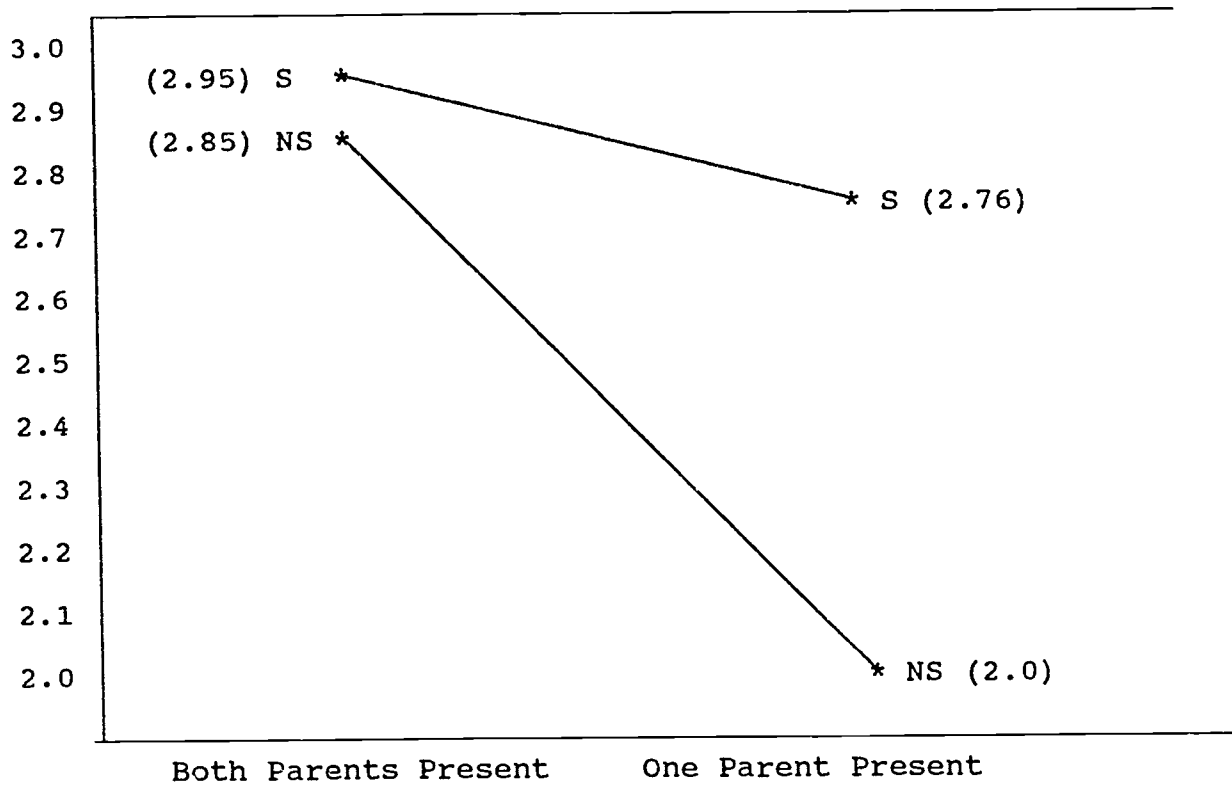 3.0
(2.95) S *
2.9
(2.85) NS *
2.8
* S (2.76)
2.7
2.6
2.5
2.4
2.3
2.2
2.1
2.0
* NS (2.0)
Both Parents Present One Parent Present